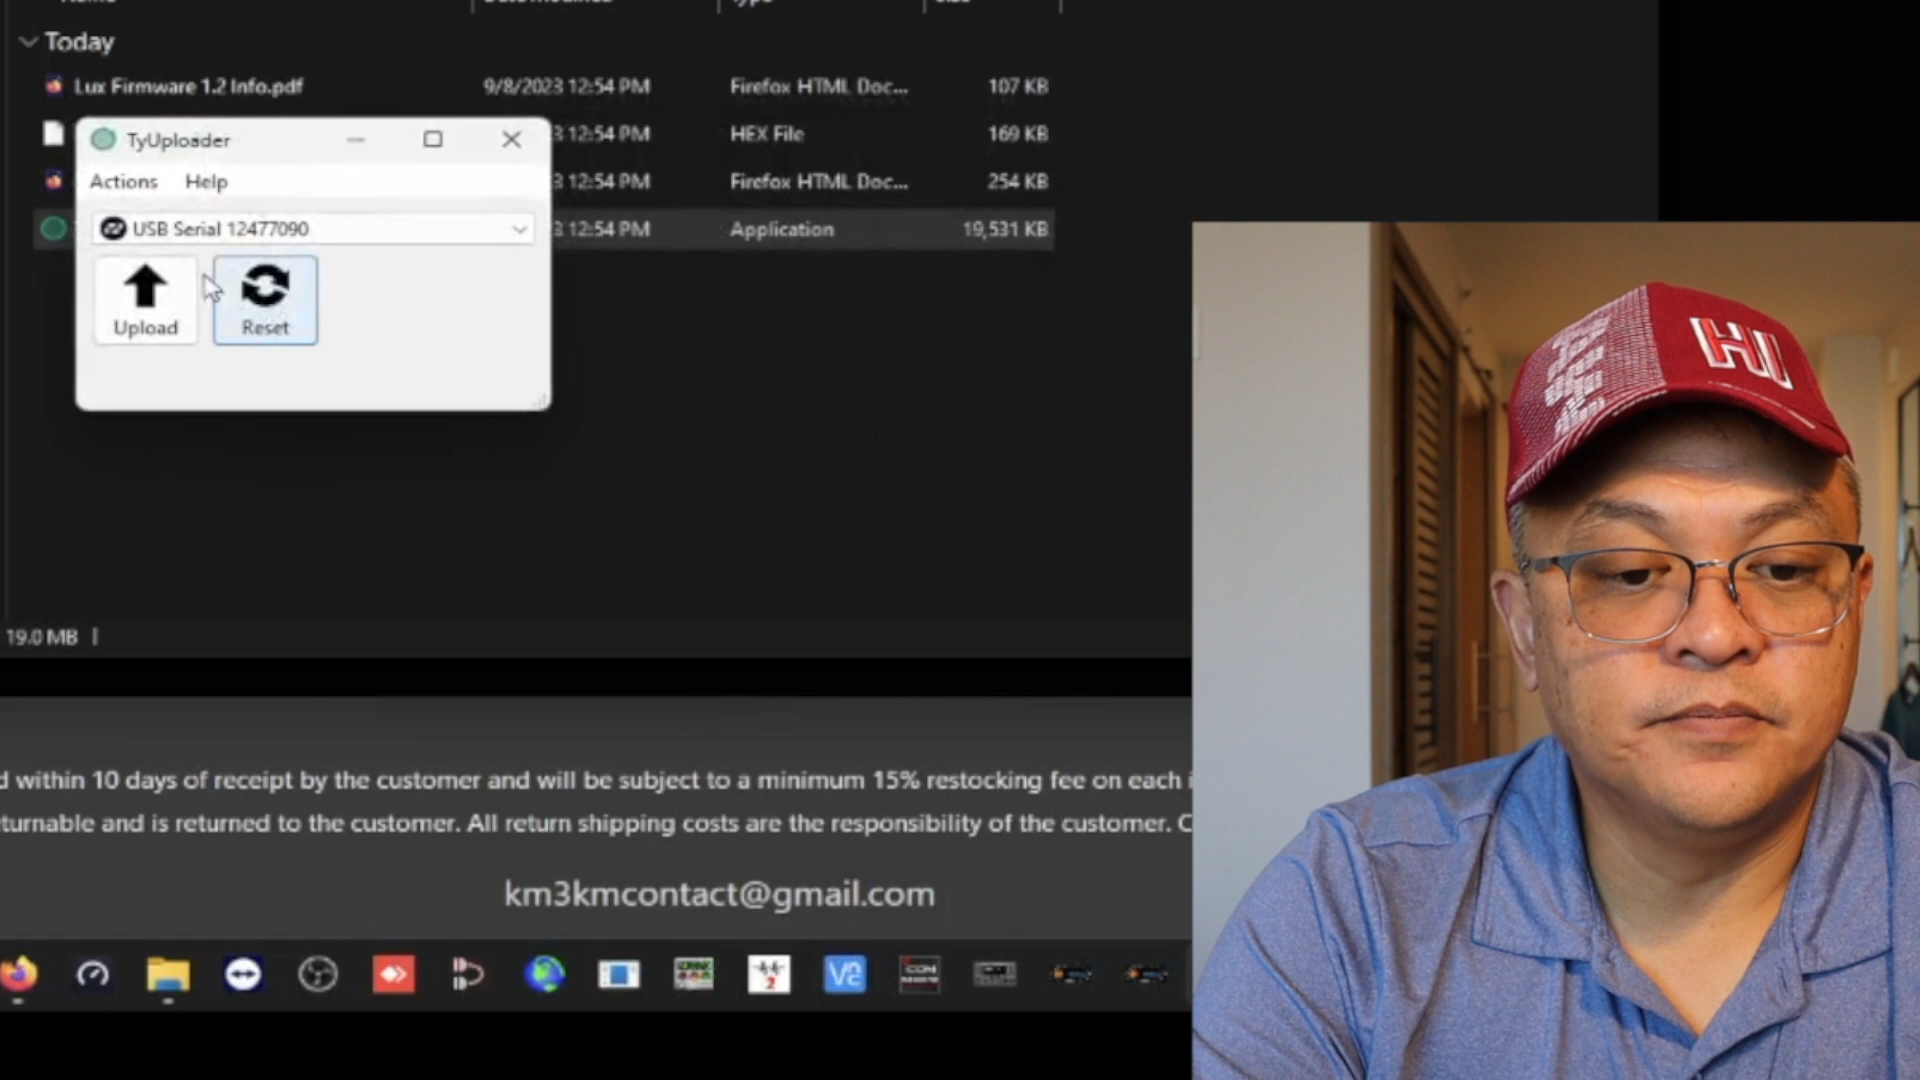 Today
Lux Firmware 1.2 Info.pdf 9/8/2023 12:54 PM Firefox HTML Doc... 107 KB
3 12:54 PM HEX File 169 KB
3 12:54 PM Firefox HTML Doc... 254 KB
3 12:54 PM Application 19,531 KB
TyUploader
Actions Help
USB Serial 12477090
Upload Reset
19.0 MB
d within 10 days of receipt by the customer and will be subject to a minimum 15% restocking fee on each i
turnable and is returned to the customer. All return shipping costs are the responsibility of the customer. C
km3kmcontact@gmail.com
2
HI